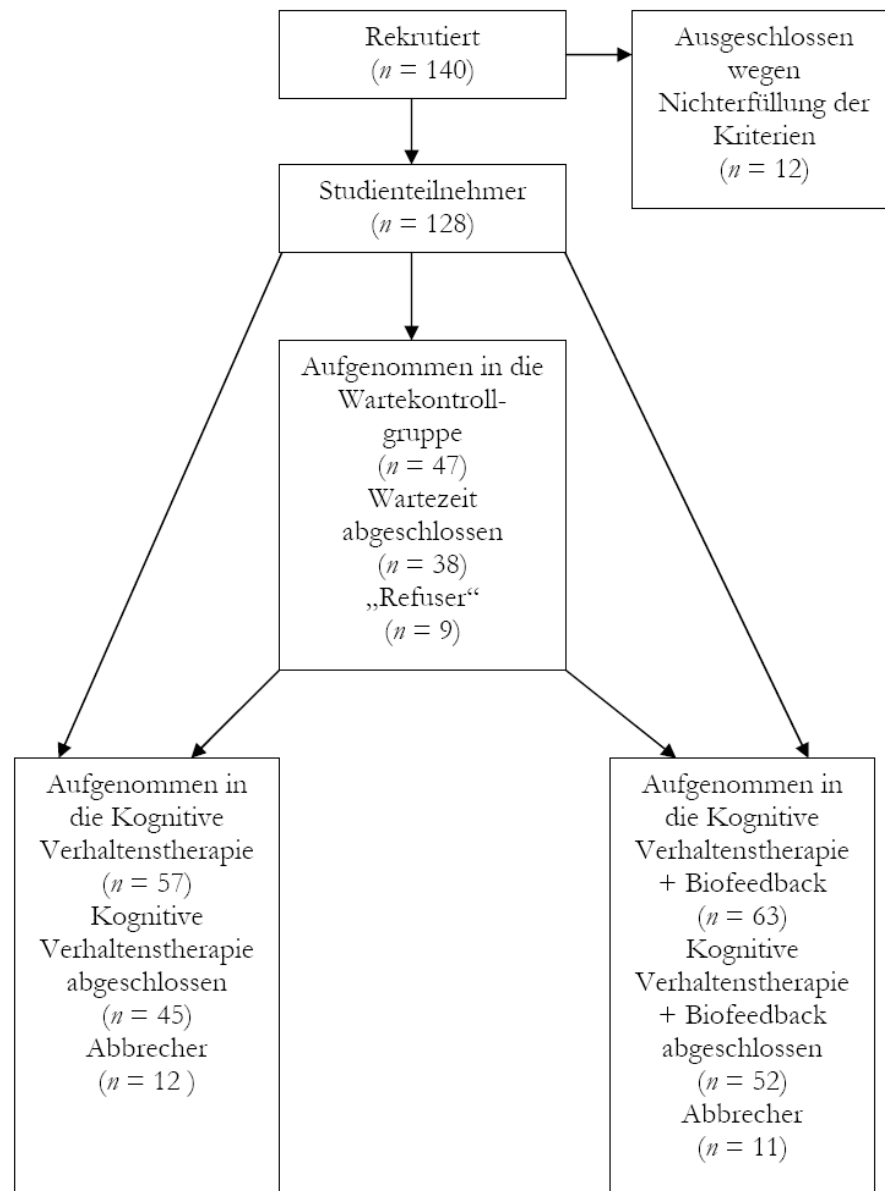 Rekrutiert
(n = 140)
Ausgeschlossen
wegen
Nichterfüllung der
Kriterien
(n = 12)
Studienteilnehmer
(n = 128)
Aufgenommen in die
Wartekontroll-
gruppe
(n = 47)
Wartezeit
abgeschlossen
(n = 38)
„Refuser“
(n = 9)
Aufgenommen in
die Kognitive
Verhaltenstherapie
(n = 57)
Kognitive
Verhaltenstherapie
abgeschlossen
(n = 45)
Abbrecher
(n = 12 )
Aufgenommen in
die Kognitive
Verhaltenstherapie
+ Biofeedback
(n = 63)
Kognitive
Verhaltenstherapie
+ Biofeedback
abgeschlossen
(n = 52)
Abbrecher
(n = 11)